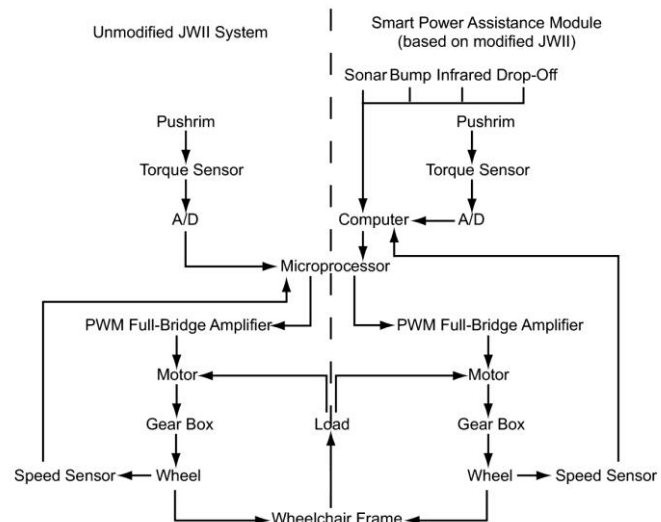 Unmodified JWII System
Smart Power Assistance Module
(based on modified JWII)
Sonar Bump Infrared Drop-Off
Pushrim
Pushrim
Torque Sensor
Torque Sensor
A/D
Computer
A/D
Microprocessor
PWM Full-Bridge Amplifier
PWM Full-Bridge Amplifier
Motor
Motor
Gear Box
Load
Gear Box
Speed Sensor
Wheel
Wheel
Speed Sensor
Wheelchair Frame